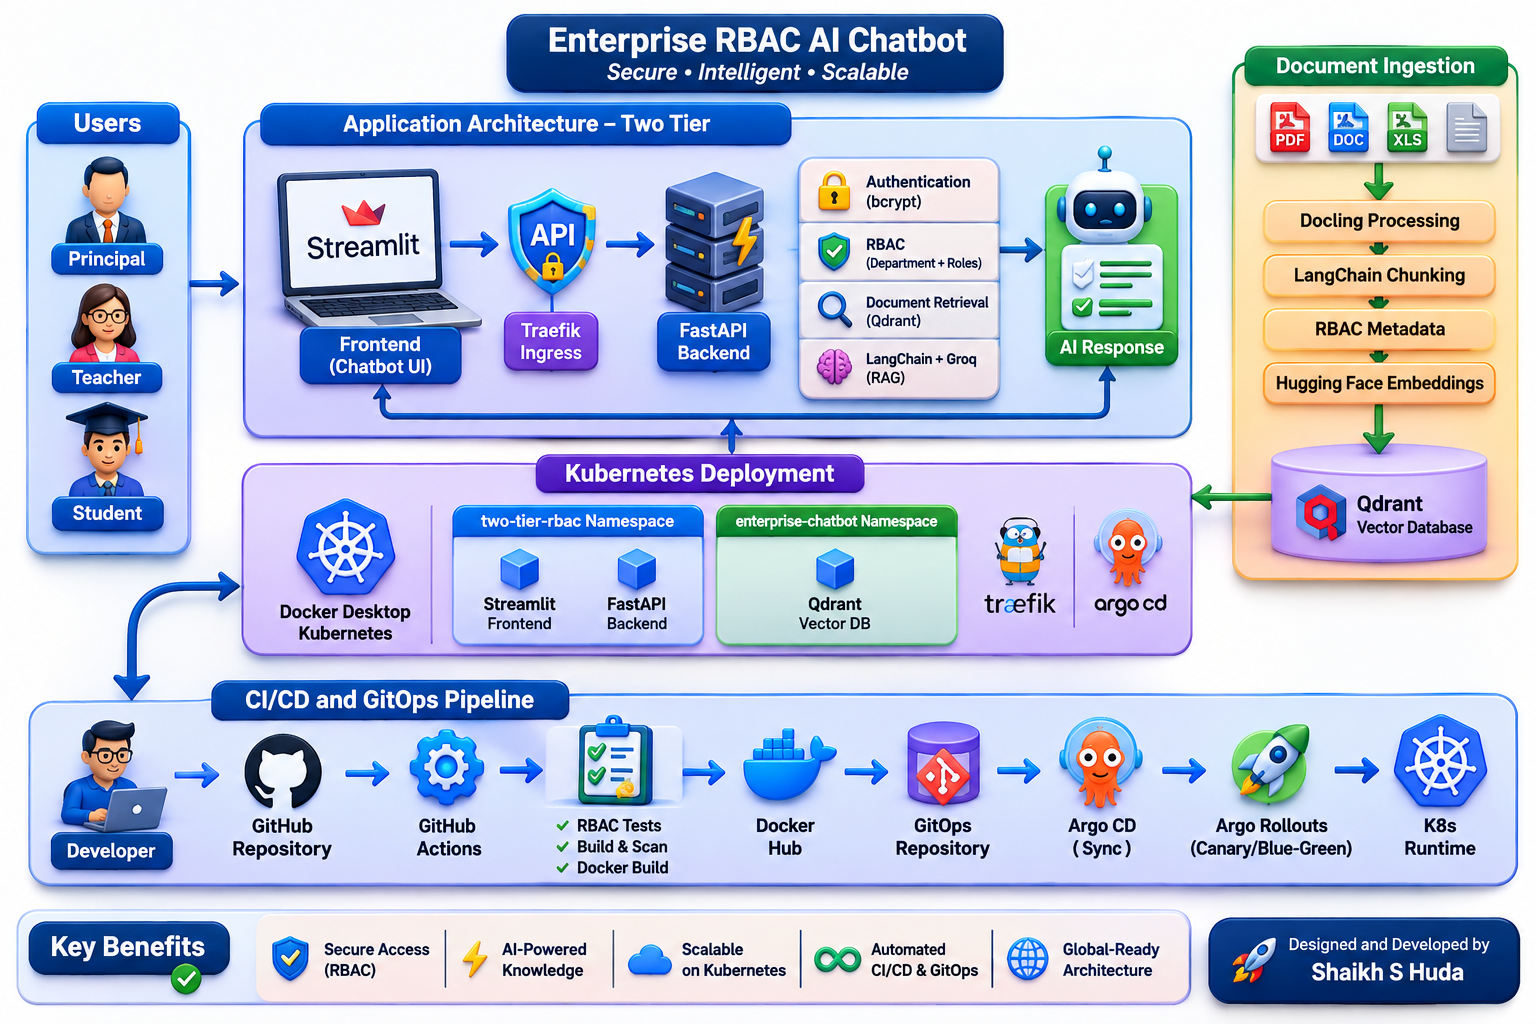 Enterprise RBAC AI Chatbot
Secure • Intelligent • Scalable
Users
Principal
Teacher
Student
Application Architecture – Two Tier
Streamlit
Frontend
(Chatbot UI)
API
Traefik
Ingress
FastAPI
Backend
Authentication
(bcrypt)
RBAC
(Department + Roles)
Document Retrieval
(Qdrant)
LangChain + Groq
(RAG)
AI Response
Document Ingestion
PDF
DOC
XLS
Docling Processing
LangChain Chunking
RBAC Metadata
Hugging Face Embeddings
Qdrant
Vector Database
Kubernetes Deployment
Docker Desktop
Kubernetes
two-tier-rbac Namespace
Streamlit
Frontend
FastAPI
Backend
enterprise-chatbot Namespace
Qdrant
Vector DB
træfik
argo cd
CI/CD and GitOps Pipeline
Developer
GitHub
Repository
GitHub
Actions
RBAC Tests
Build & Scan
Docker Build
Docker
Hub
GitOps
Repository
Argo CD
( Sync )
Argo Rollouts
(Canary/Blue-Green)
K8s
Runtime
Key Benefits
Secure Access
(RBAC)
AI-Powered
Knowledge
Scalable
on Kubernetes
Automated
CI/CD & GitOps
Global-Ready
Architecture
Designed and Developed by
Shaikh S Huda